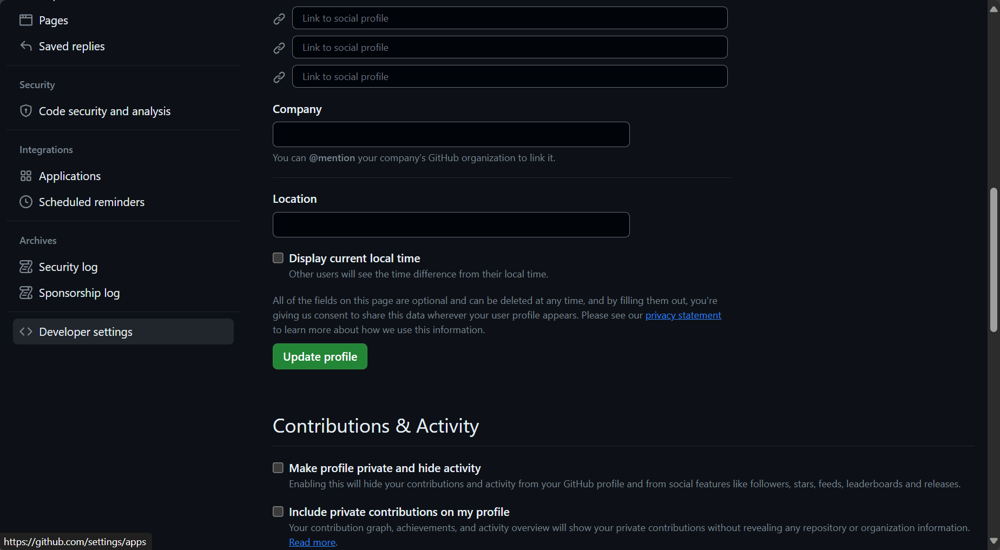 Pages
Saved replies
Security
Code security and analysis
Integrations
Applications
Scheduled reminders
Archives
Security log
Sponsorship log
Developer settings
Link to social profile
Link to social profile
Link to social profile
Company
You can @mention your company’s GitHub organization to link it.
Location
Display current local time
Other users will see the time difference from their local time.
All of the fields on this page are optional and can be deleted at any time, and by filling them out, you're
giving us consent to share this data wherever your user profile appears. Please see our privacy statement
to learn more about how we use this information.
Update profile
Contributions & Activity
Make profile private and hide activity
Enabling this will hide your contributions and activity from your GitHub profile and from social features like followers, stars, feeds, leaderboards and releases.
Include private contributions on my profile
Your contribution graph, achievements, and activity overview will show your private contributions without revealing any repository or organization information.
Read more.
https://github.com/settings/apps